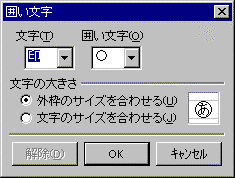 囲い文字
文字(T) 囲い文字(O)
印 ○
文字の大きさ
外枠のサイズを合わせる(U)
文字のサイズを合わせる(J)
あ
解除(D) OK キャンセル